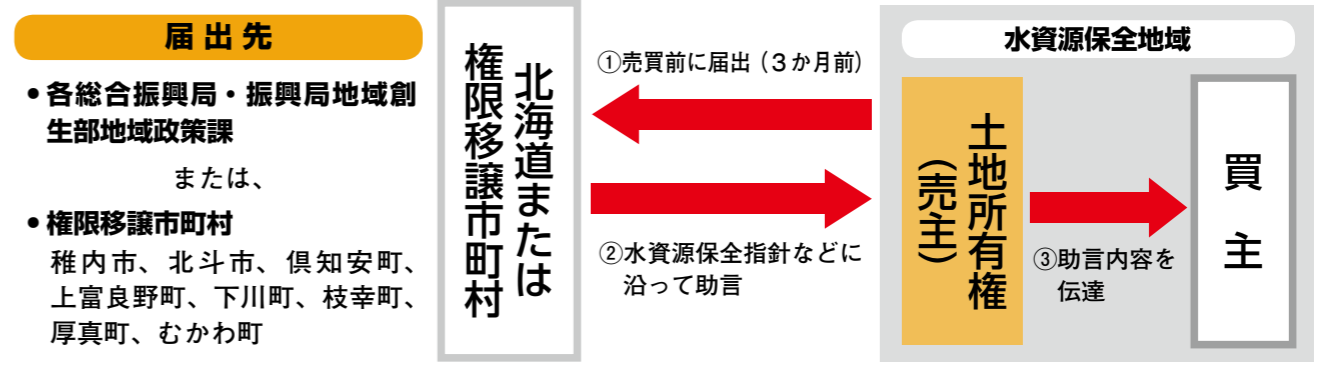 届出先
•各総合振興局・振興局地域創
生部地域政策課
または、
•権限移譲市町村
稚内市、北斗市、倶知安町、
上富良野町、下川町、枝幸町、
厚真町、むかわ町
北海道または
権限移譲市町村
①売買前に届出（３か月前）
②水資源保全指針などに
沿って助言
水資源保全地域
土地所有権
（売主）
③助言内容を
伝達
買主